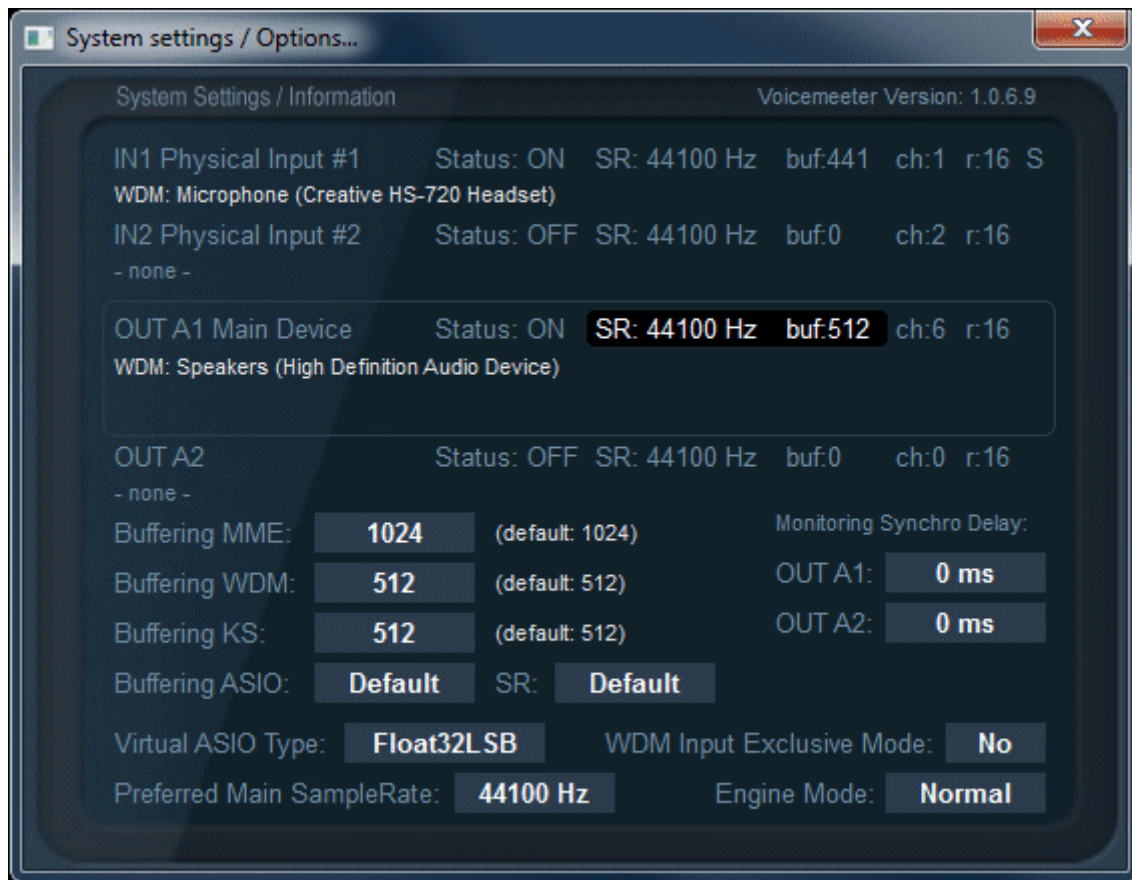 System settings / Options...
System Settings / Information Voicemeeter Version: 1.0.6.9
IN1 Physical Input #1 Status: ON SR: 44100 Hz buf:441 ch:1 r:16 S
WDM: Microphone (Creative HS-720 Headset)
IN2 Physical Input #2 Status: OFF SR: 44100 Hz buf:0 ch:2 r:16
- none -
OUT A1 Main Device Status: ON SR: 44100 Hz buf:512 ch:6 r:16
WDM: Speakers (High Definition Audio Device)
OUT A2 Status: OFF SR: 44100 Hz buf:0 ch:0 r:16
- none -
Buffering MME: 1024 (default: 1024) Monitoring Synchro Delay:
Buffering WDM: 512 (default: 512) OUT A1: 0 ms
Buffering KS: 512 (default: 512) OUT A2: 0 ms
Buffering ASIO: Default SR: Default
Virtual ASIO Type: Float32LSB WDM Input Exclusive Mode: No
Preferred Main SampleRate: 44100 Hz Engine Mode: Normal